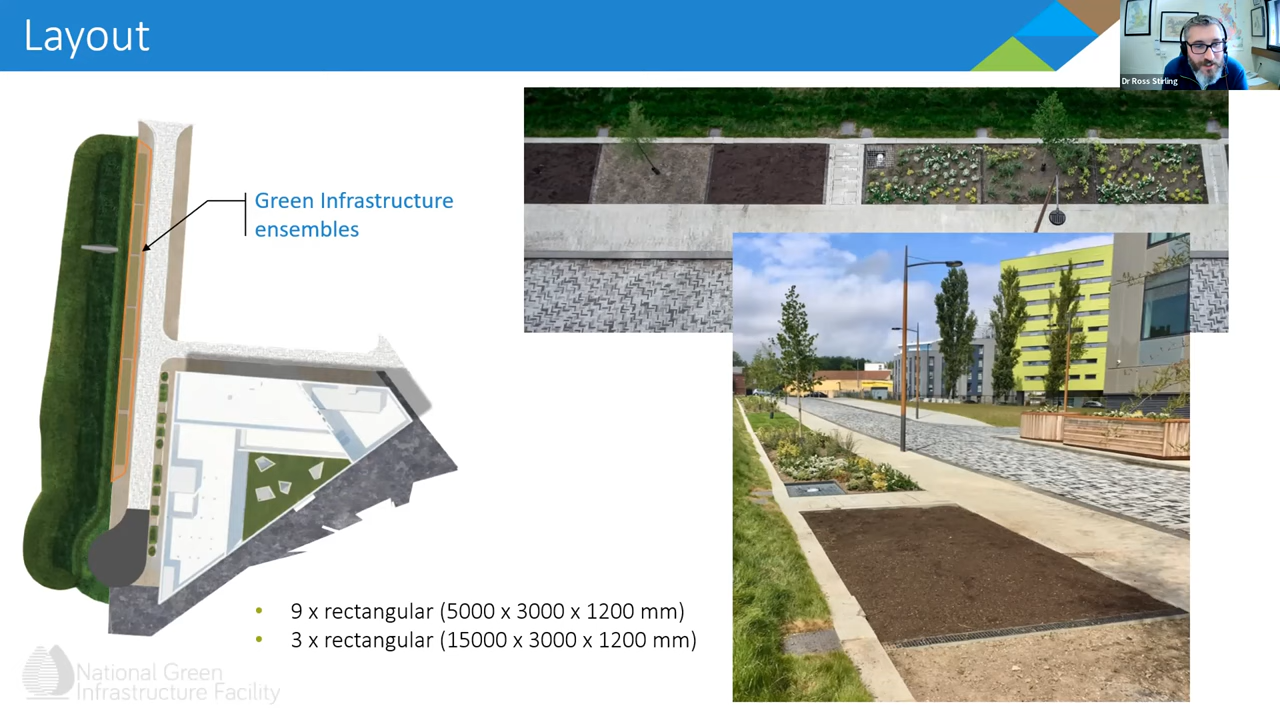 Layout
Dr Ross Stirling
Green Infrastructure
ensembles
• 9 x rectangular (5000 x 3000 x 1200 mm)
• 3 x rectangular (15000 x 3000 x 1200 mm)
National Green
Infrastructure Facility